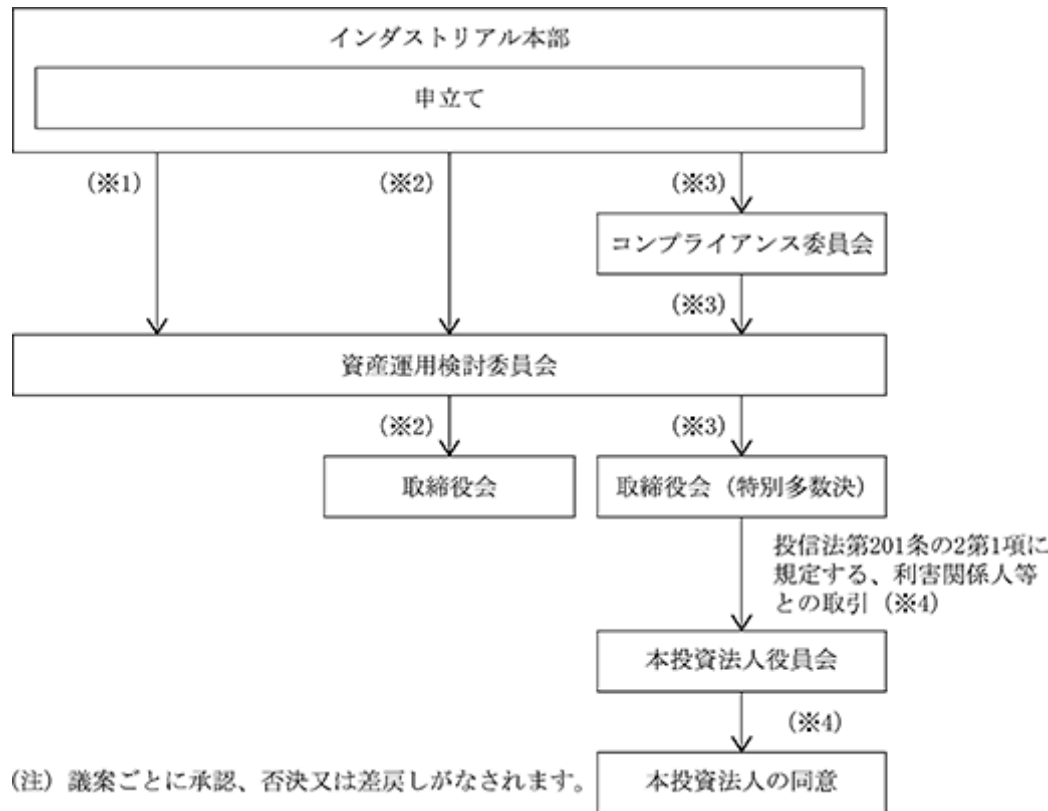 インダストリアル本部
申立て
(※1)
(※2)
(※3)
コンプライアンス委員会
(※3)
資産運用検討委員会
(※2)
(※3)
取締役会
取締役会（特別多数決）
投信法第201条の2第1項に
規定する、利害関係人等
との取引（※4）
本投資法人役員会
(※4)
(注）議案ごとに承認、否決又は差戻しがなされます。
本投資法人の同意